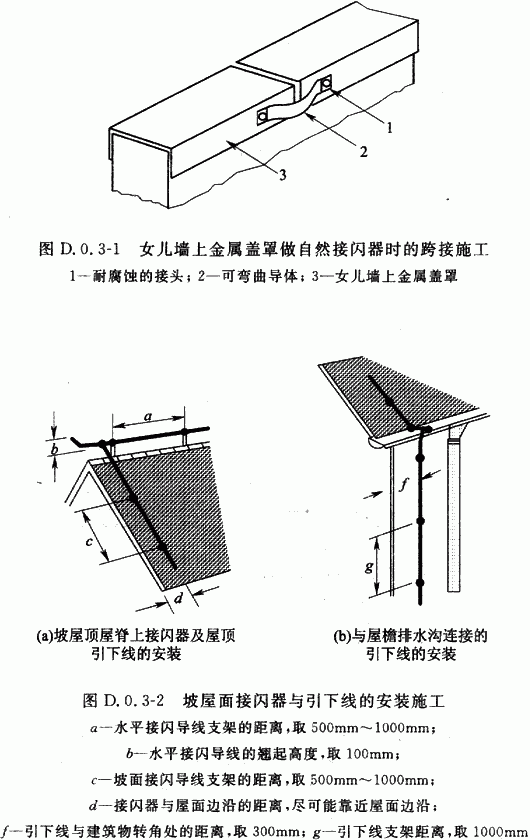 1
2
3
图 D.0.3-1 女儿墙上金属盖罩做自然接闪器时的跨接施工
1—耐腐蚀的接头；2—可弯曲导体；3—女儿墙上金属盖罩
a
b
c
d
f
g
(a)坡屋顶屋脊上接闪器及屋顶
引下线的安装
(b)与屋檐排水沟连接的
引下线的安装
图 D.0.3-2 坡屋面接闪器与引下线的安装施工
a—水平接闪导线支架的距离，取 500mm～1000mm；
b—水平接闪导线的翘起高度，取 100mm；
c—坡面接闪导线支架的距离，取 500mm～1000mm；
d—接闪器与屋面边沿的距离，尽可能靠近屋面边沿；
f—引下线与建筑物转角处的距离，取 300mm；g—引下线支架距离，取 1000mm